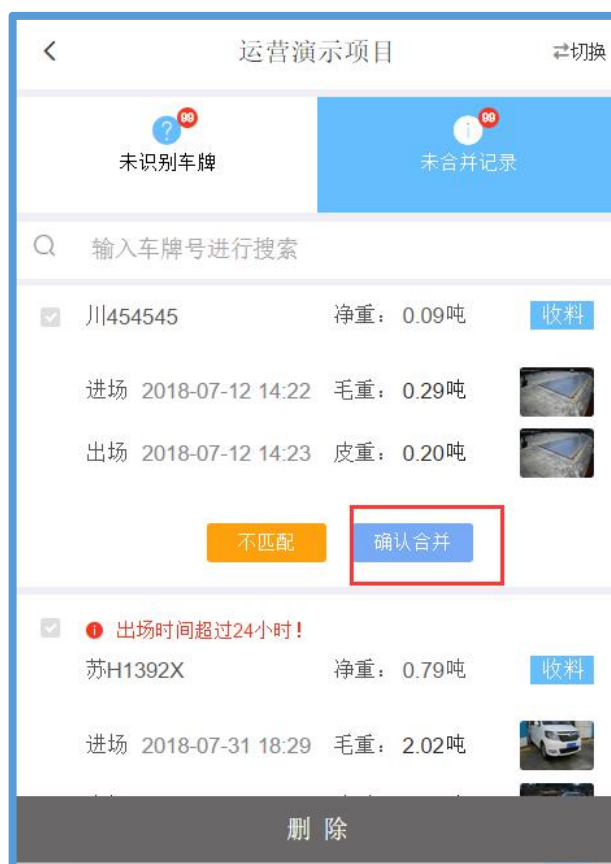 运营演示项目 切换
99 99
未识别车牌 未合并记录
输入车牌号进行搜索
川454545 净重： 0.09吨 收料
进场 2018-07-12 14:22 毛重： 0.29吨
出场 2018-07-12 14:23 皮重： 0.20吨
不匹配 确认合并
出场时间超过24小时！
苏H1392X 净重： 0.79吨 收料
进场 2018-07-31 18:29 毛重： 2.02吨
删 除